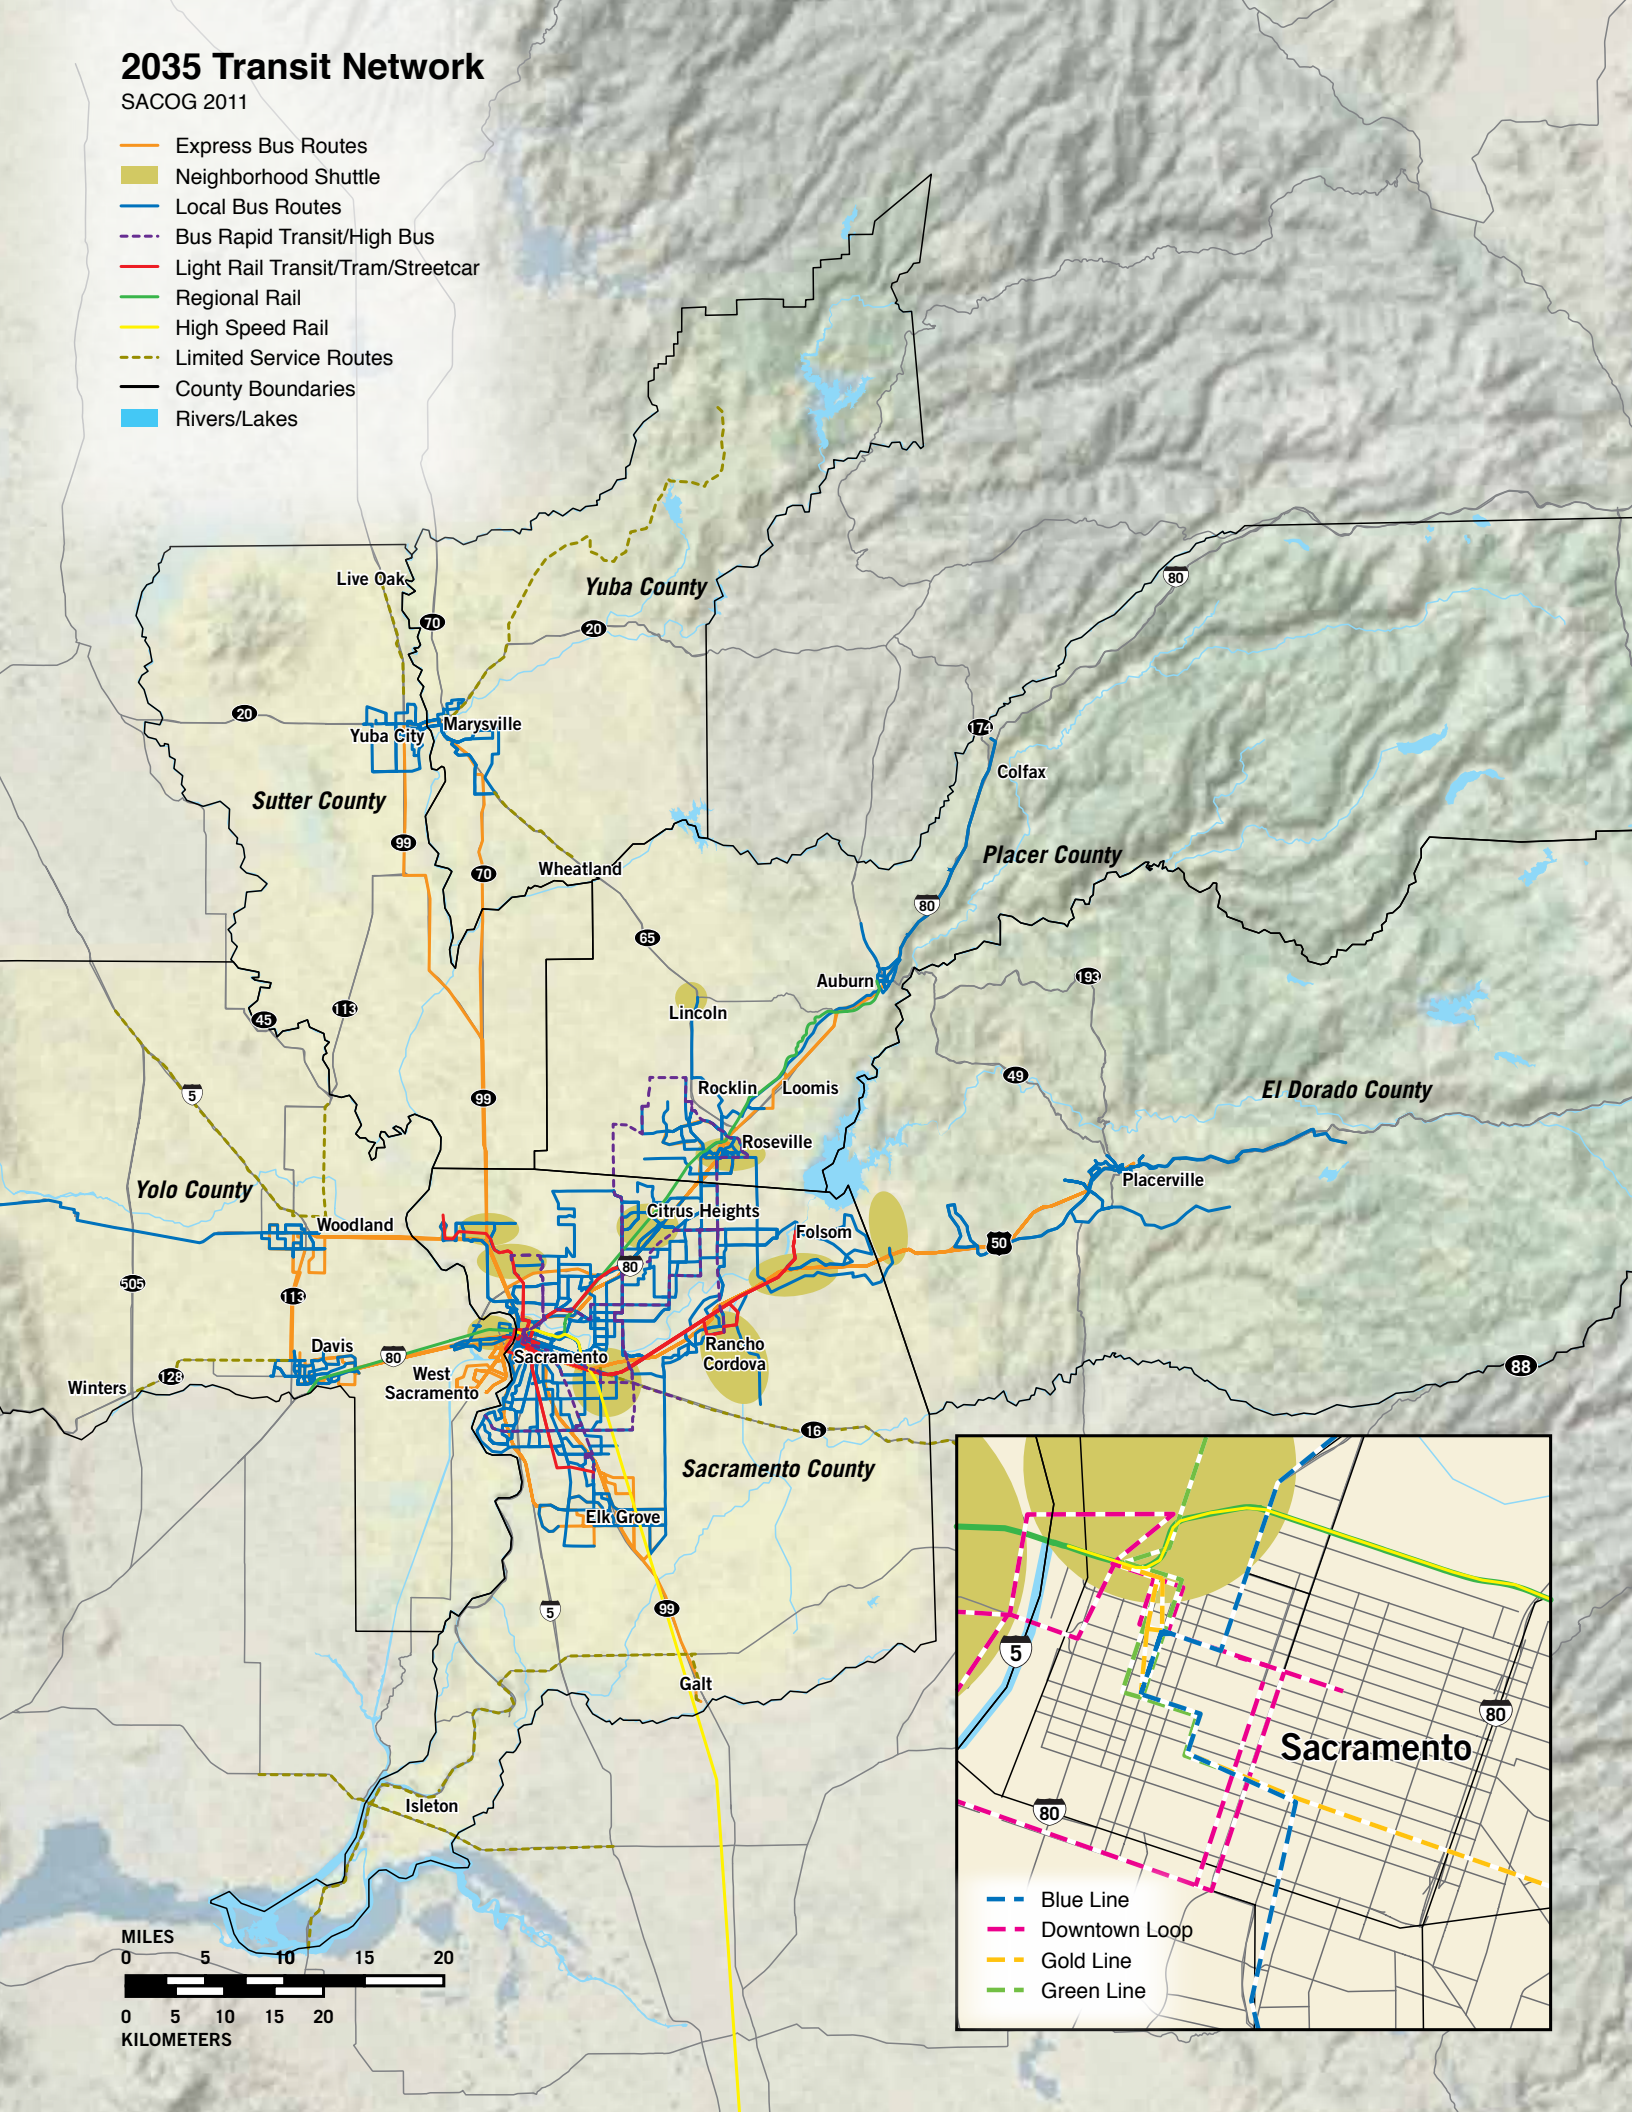 2035 Transit Network
SACOG 2011
Express Bus Routes
Neighborhood Shuttle
Local Bus Routes
Bus Rapid Transit/High Bus
Light Rail Transit/Tram/Streetcar
Regional Rail
High Speed Rail
Limited Service Routes
County Boundaries
Rivers/Lakes
Live Oak
80
Yuba County
70
20
20
Marysville
174
Yuba City
Colfax
Sutter County
99
Placer County
70
Wheatland
80
65
193
Auburn
Lincoln
113
45
49
Rocklin
Loomis
El Dorado County
5
99
Roseville
Yolo County
Placerville
Woodland
Citrus Heights
Folsom
50
80
505
113
Davis
80
Sacramento
Rancho
Cordova
West
Sacramento
88
Winters
128
16
Sacramento County
Elk Grove
5
99
Galt
Isleton
5
80
Sacramento
80
Blue Line
Downtown Loop
Gold Line
Green Line
MILES
0 5 10 15 20
0 5 10 15 20
KILOMETERS